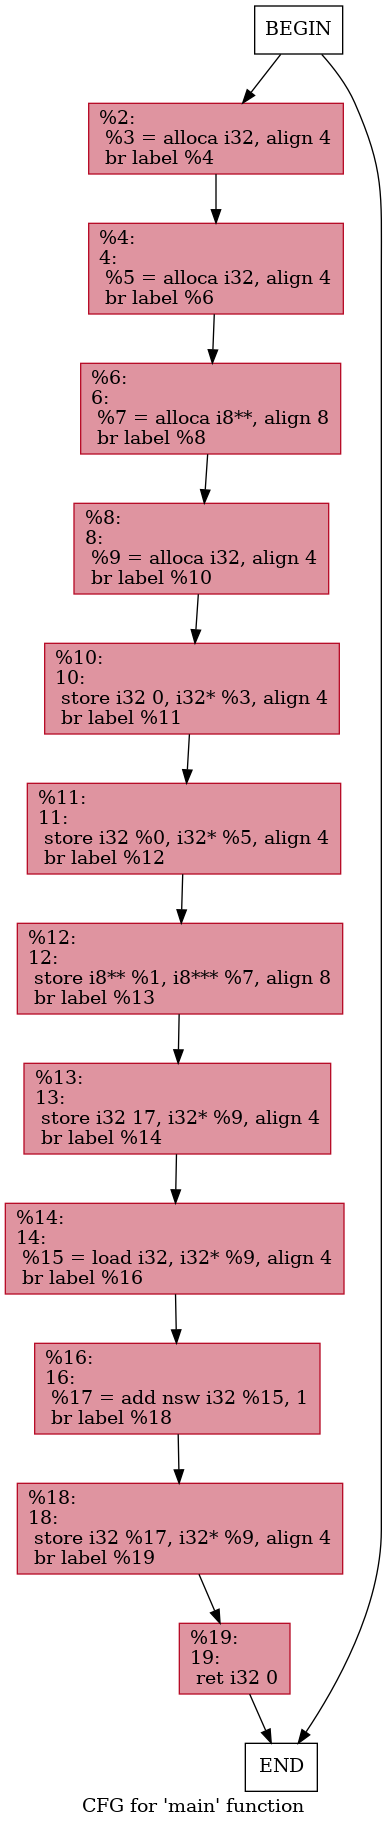 BEGIN
%2:
%3 = alloca i32, align 4
br label %4
%4:
4:
%5 = alloca i32, align 4
br label %6
%6:
6:
%7 = alloca i8**, align 8
br label %8
%8:
8:
%9 = alloca i32, align 4
br label %10
%10:
10:
store i32 0, i32* %3, align 4
br label %11
%11:
11:
store i32 %0, i32* %5, align 4
br label %12
%12:
12:
store i8** %1, i8*** %7, align 8
br label %13
%13:
13:
store i32 17, i32* %9, align 4
br label %14
%14:
14:
%15 = load i32, i32* %9, align 4
br label %16
%16:
16:
%17 = add nsw i32 %15, 1
br label %18
%18:
18:
store i32 %17, i32* %9, align 4
br label %19
%19:
19:
ret i32 0
END
CFG for 'main' function